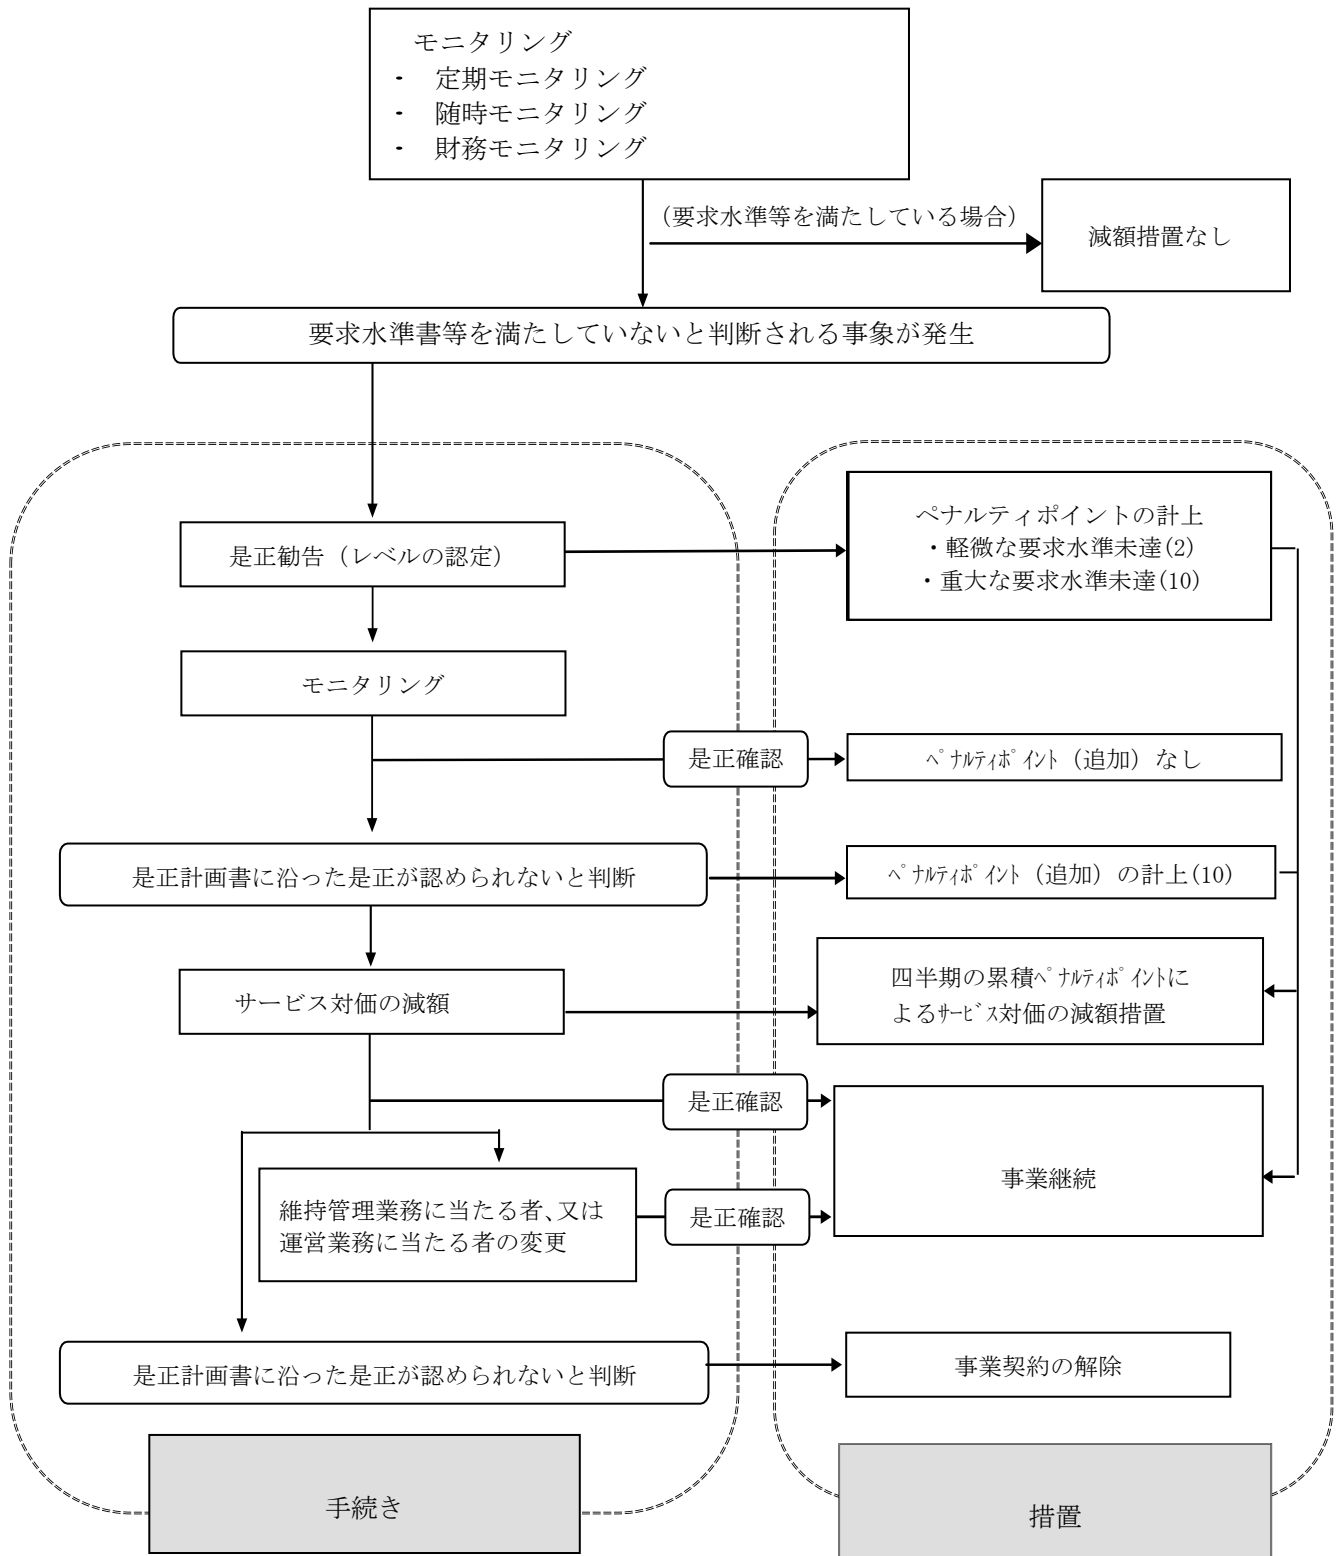 モニタリング
・ 定期モニタリング
・ 随時モニタリング
・ 財務モニタリング
(要求水準等を満たしている場合)
減額措置なし
要求水準書等を満たしていないと判断される事象が発生
是正勧告（レベルの認定）
ペナルティポイントの計上
・軽微な要求水準未達(2)
・重大な要求水準未達(10)
モニタリング
是正確認
ﾍﾟﾅﾙﾃｨﾎﾟｲﾝﾄ（追加）なし
是正計画書に沿った是正が認められないと判断
ﾍﾟﾅﾙﾃｨﾎﾟｲﾝﾄ（追加）の計上(10)
サービス対価の減額
四半期の累積ﾍﾟﾅﾙﾃｨﾎﾟｲﾝﾄに
よるｻｰﾋﾞｽ対価の減額措置
是正確認
事業継続
維持管理業務に当たる者、又は
運営業務に当たる者の変更
是正確認
是正計画書に沿った是正が認められないと判断
事業契約の解除
手続き
措置